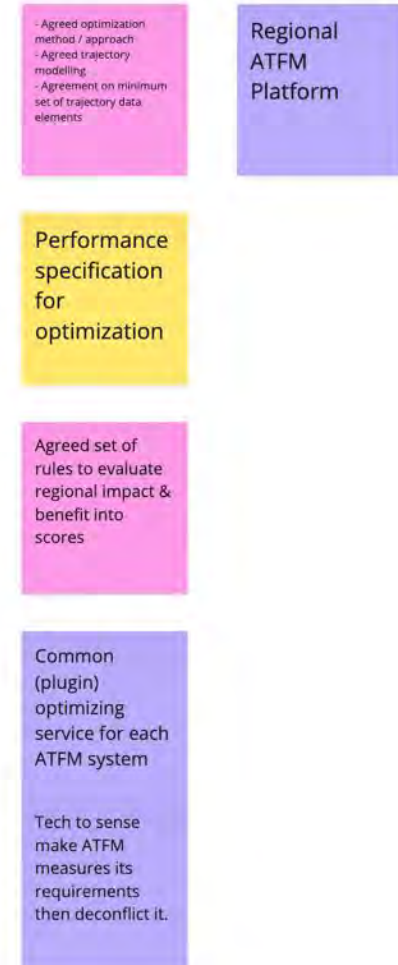 - Agreed optimization
method / approach
- Agreed trajectory
modelling
- Agreement on minimum
set of trajectory data
elements
Regional
ATFM
Platform
Performance
specification
for
optimization
Agreed set of
rules to evaluate
regional impact &
benefit into
scores
Common
(plugin)
optimizing
service for each
ATFM system
Tech to sense
make ATFM
measures its
requirements
then deconflict it.